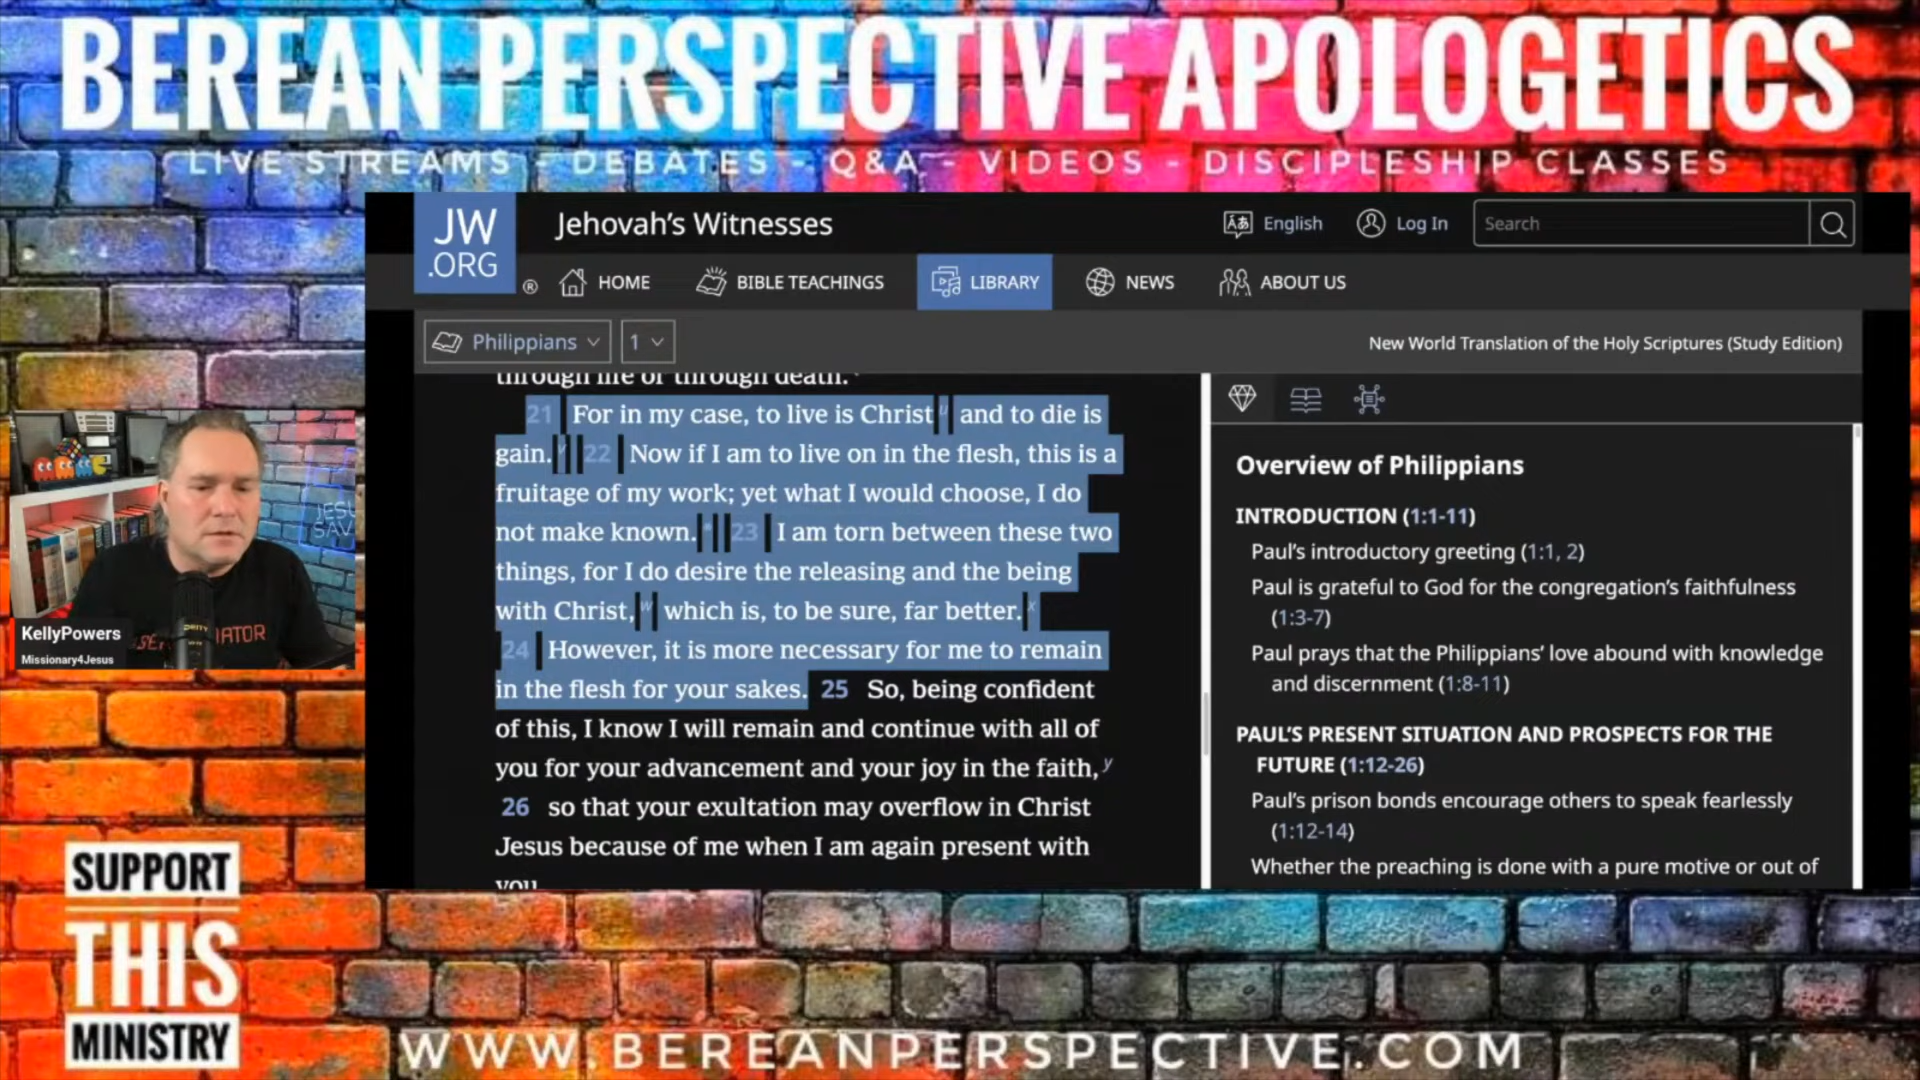 BEREAN PERSPECTIVE APOLOGETICS
LIVE STREAMS - DEBATES - Q&A - VIDEOS - DISCIPLESHIP CLASSES
JW
.ORG
®
Jehovah's Witnesses
English
Log In
Search
HOME
BIBLE TEACHINGS
LIBRARY
NEWS
ABOUT US
Philippians
1
New World Translation of the Holy Scriptures (Study Edition)
through life or through death.
21 For in my case, to live is Christ u and to die is
gain. v 22 Now if I am to live on in the flesh, this is a
fruitage of my work; yet what I would choose, I do
not make known.* 23 I am torn between these two
things, for I do desire the releasing and the being
with Christ, w which is, to be sure, far better. x
24 However, it is more necessary for me to remain
in the flesh for your sakes. 25 So, being confident
of this, I know I will remain and continue with all of
you for your advancement and your joy in the faith, y
26 so that your exultation may overflow in Christ
Jesus because of me when I am again present with
you
Overview of Philippians
INTRODUCTION (1:1-11)
Paul's introductory greeting (1:1, 2)
Paul is grateful to God for the congregation's faithfulness
(1:3-7)
Paul prays that the Philippians' love abound with knowledge
and discernment (1:8-11)
PAUL'S PRESENT SITUATION AND PROSPECTS FOR THE
FUTURE (1:12-26)
Paul's prison bonds encourage others to speak fearlessly
(1:12-14)
Whether the preaching is done with a pure motive or out of
JESU
SAV
KellyPowers
Missionary4Jesus
SUPPORT
THIS
MINISTRY
WWW.BEREANPERSPECTIVE.COM